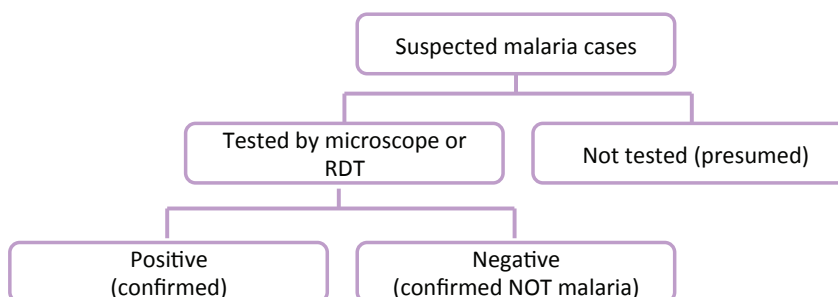 Suspected malaria cases
Tested by microscope or
RDT
Not tested (presumed)
Positive
(confirmed)
Negative
(confirmed NOT malaria)